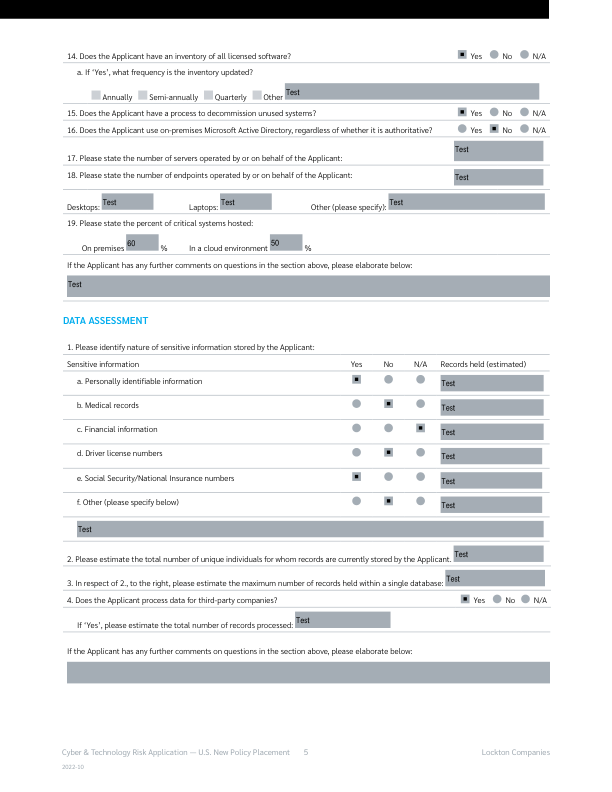 14. Does the Applicant have an inventory of all licensed software? Yes No N/A
a. If ‘Yes’, what frequency is the inventory updated?
Annually Semi-annually Quarterly Other Test
15. Does the Applicant have a process to decommission unused systems? Yes No N/A
16. Does the Applicant use on-premises Microsoft Active Directory, regardless of whether it is authoritative? Yes No N/A
17. Please state the number of servers operated by or on behalf of the Applicant: Test
18. Please state the number of endpoints operated by or on behalf of the Applicant: Test
Desktops: Test Laptops: Test Other (please specify): Test
19. Please state the percent of critical systems hosted:
On premises 60 % In a cloud environment 50 %
If the Applicant has any further comments on questions in the section above, please elaborate below:
Test
DATA ASSESSMENT
1. Please identify nature of sensitive information stored by the Applicant:
Sensitive information Yes No N/A Records held (estimated)
a. Personally identifiable information Test
b. Medical records Test
c. Financial information Test
d. Driver license numbers Test
e. Social Security/National Insurance numbers Test
f. Other (please specify below) Test
Test
2. Please estimate the total number of unique individuals for whom records are currently stored by the Applicant. Test
3. In respect of 2., to the right, please estimate the maximum number of records held within a single database: Test
4. Does the Applicant process data for third-party companies? Yes No N/A
If ‘Yes’, please estimate the total number of records processed: Test
If the Applicant has any further comments on questions in the section above, please elaborate below:
Cyber & Technology Risk Application — U.S. New Policy Placement 5 Lockton Companies
2022-10